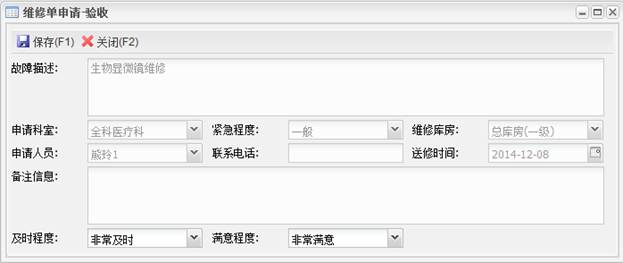 维修单申请-验收
保存(F1) 关闭(F2)
故障描述: 生物显微镜维修
申请科室: 全科医疗科 紧急程度: 一般 维修库房: 总库房(一级)
申请人员: 熊玲1 联系电话: 送修时间: 2014-12-08
备注信息:
及时程度: 非常及时 满意程度: 非常满意